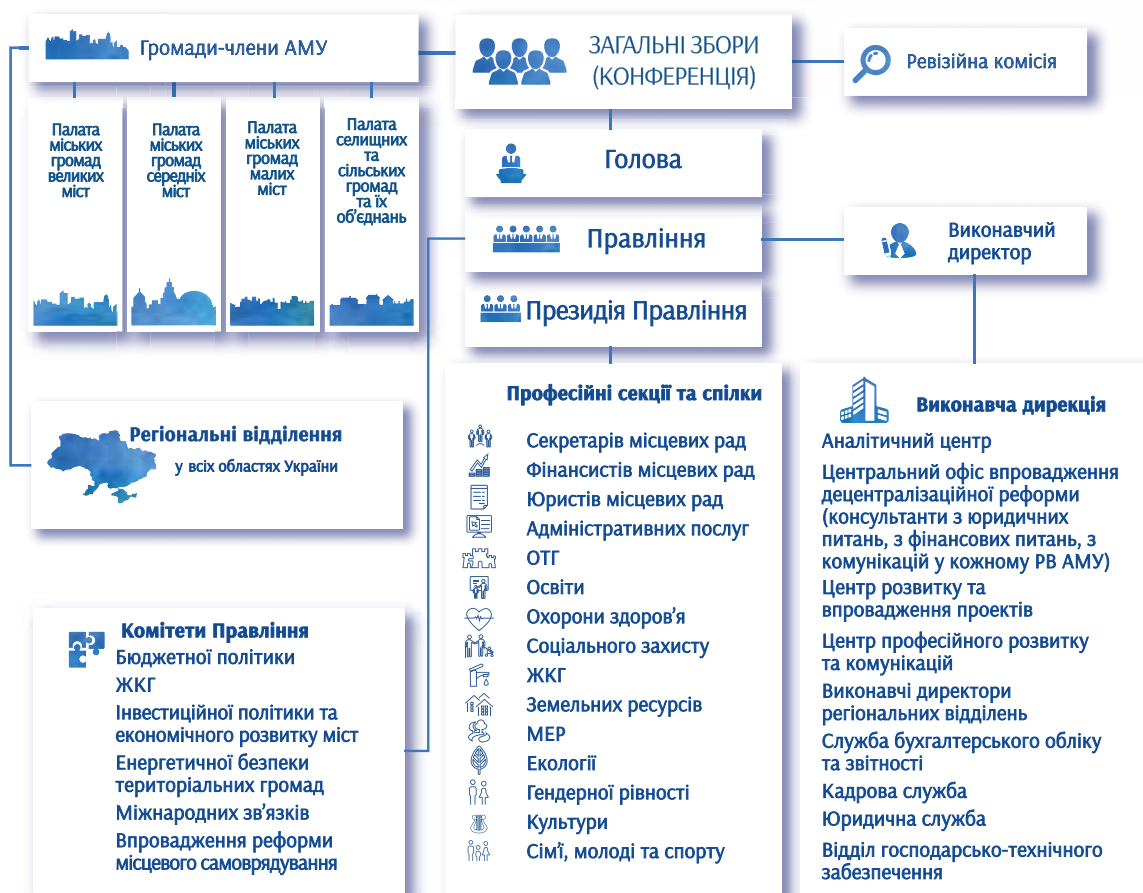 Громади-члени АМУ
ЗАГАЛЬНІ ЗБОРИ
(КОНФЕРЕНЦІЯ)
Ревізійна комісія
Палата
міських
громад
великих
міст
Палата
міських
громад
середніх
міст
Палата
міських
громад
малих
міст
Палата
селищних
та
сільських
громад
та їх
об’єднань
Голова
Правління
Виконавчий
директор
Президія Правління
Регіональні відділення
у всіх областях України
Комітети Правління
Бюджетної політики
ЖКГ
Інвестиційної політики та
економічного розвитку міст
Енергетичної безпеки
територіальних громад
Міжнародних зв’язків
Впровадження реформи
місцевого самоврядування
Професійні секції та спілки
Секретарів місцевих рад
Фінансистів місцевих рад
Юристів місцевих рад
Адміністративних послуг
ОТГ
Освіти
Охорони здоров’я
Соціального захисту
ЖКГ
Земельних ресурсів
МЕР
Екології
Гендерної рівності
Культури
Сім’ї, молоді та спорту
Виконавча дирекція
Аналітичний центр
Центральний офіс впровадження
децентралізаційної реформи
(консультанти з юридичних
питань, з фінансових питань, з
комунікацій у кожному РВ АМУ)
Центр розвитку та
впровадження проектів
Центр професійного розвитку
та комунікацій
Виконавчі директори
регіональних відділень
Служба бухгалтерського обліку
та звітності
Кадрова служба
Юридична служба
Відділ господарсько-технічного
забезпечення